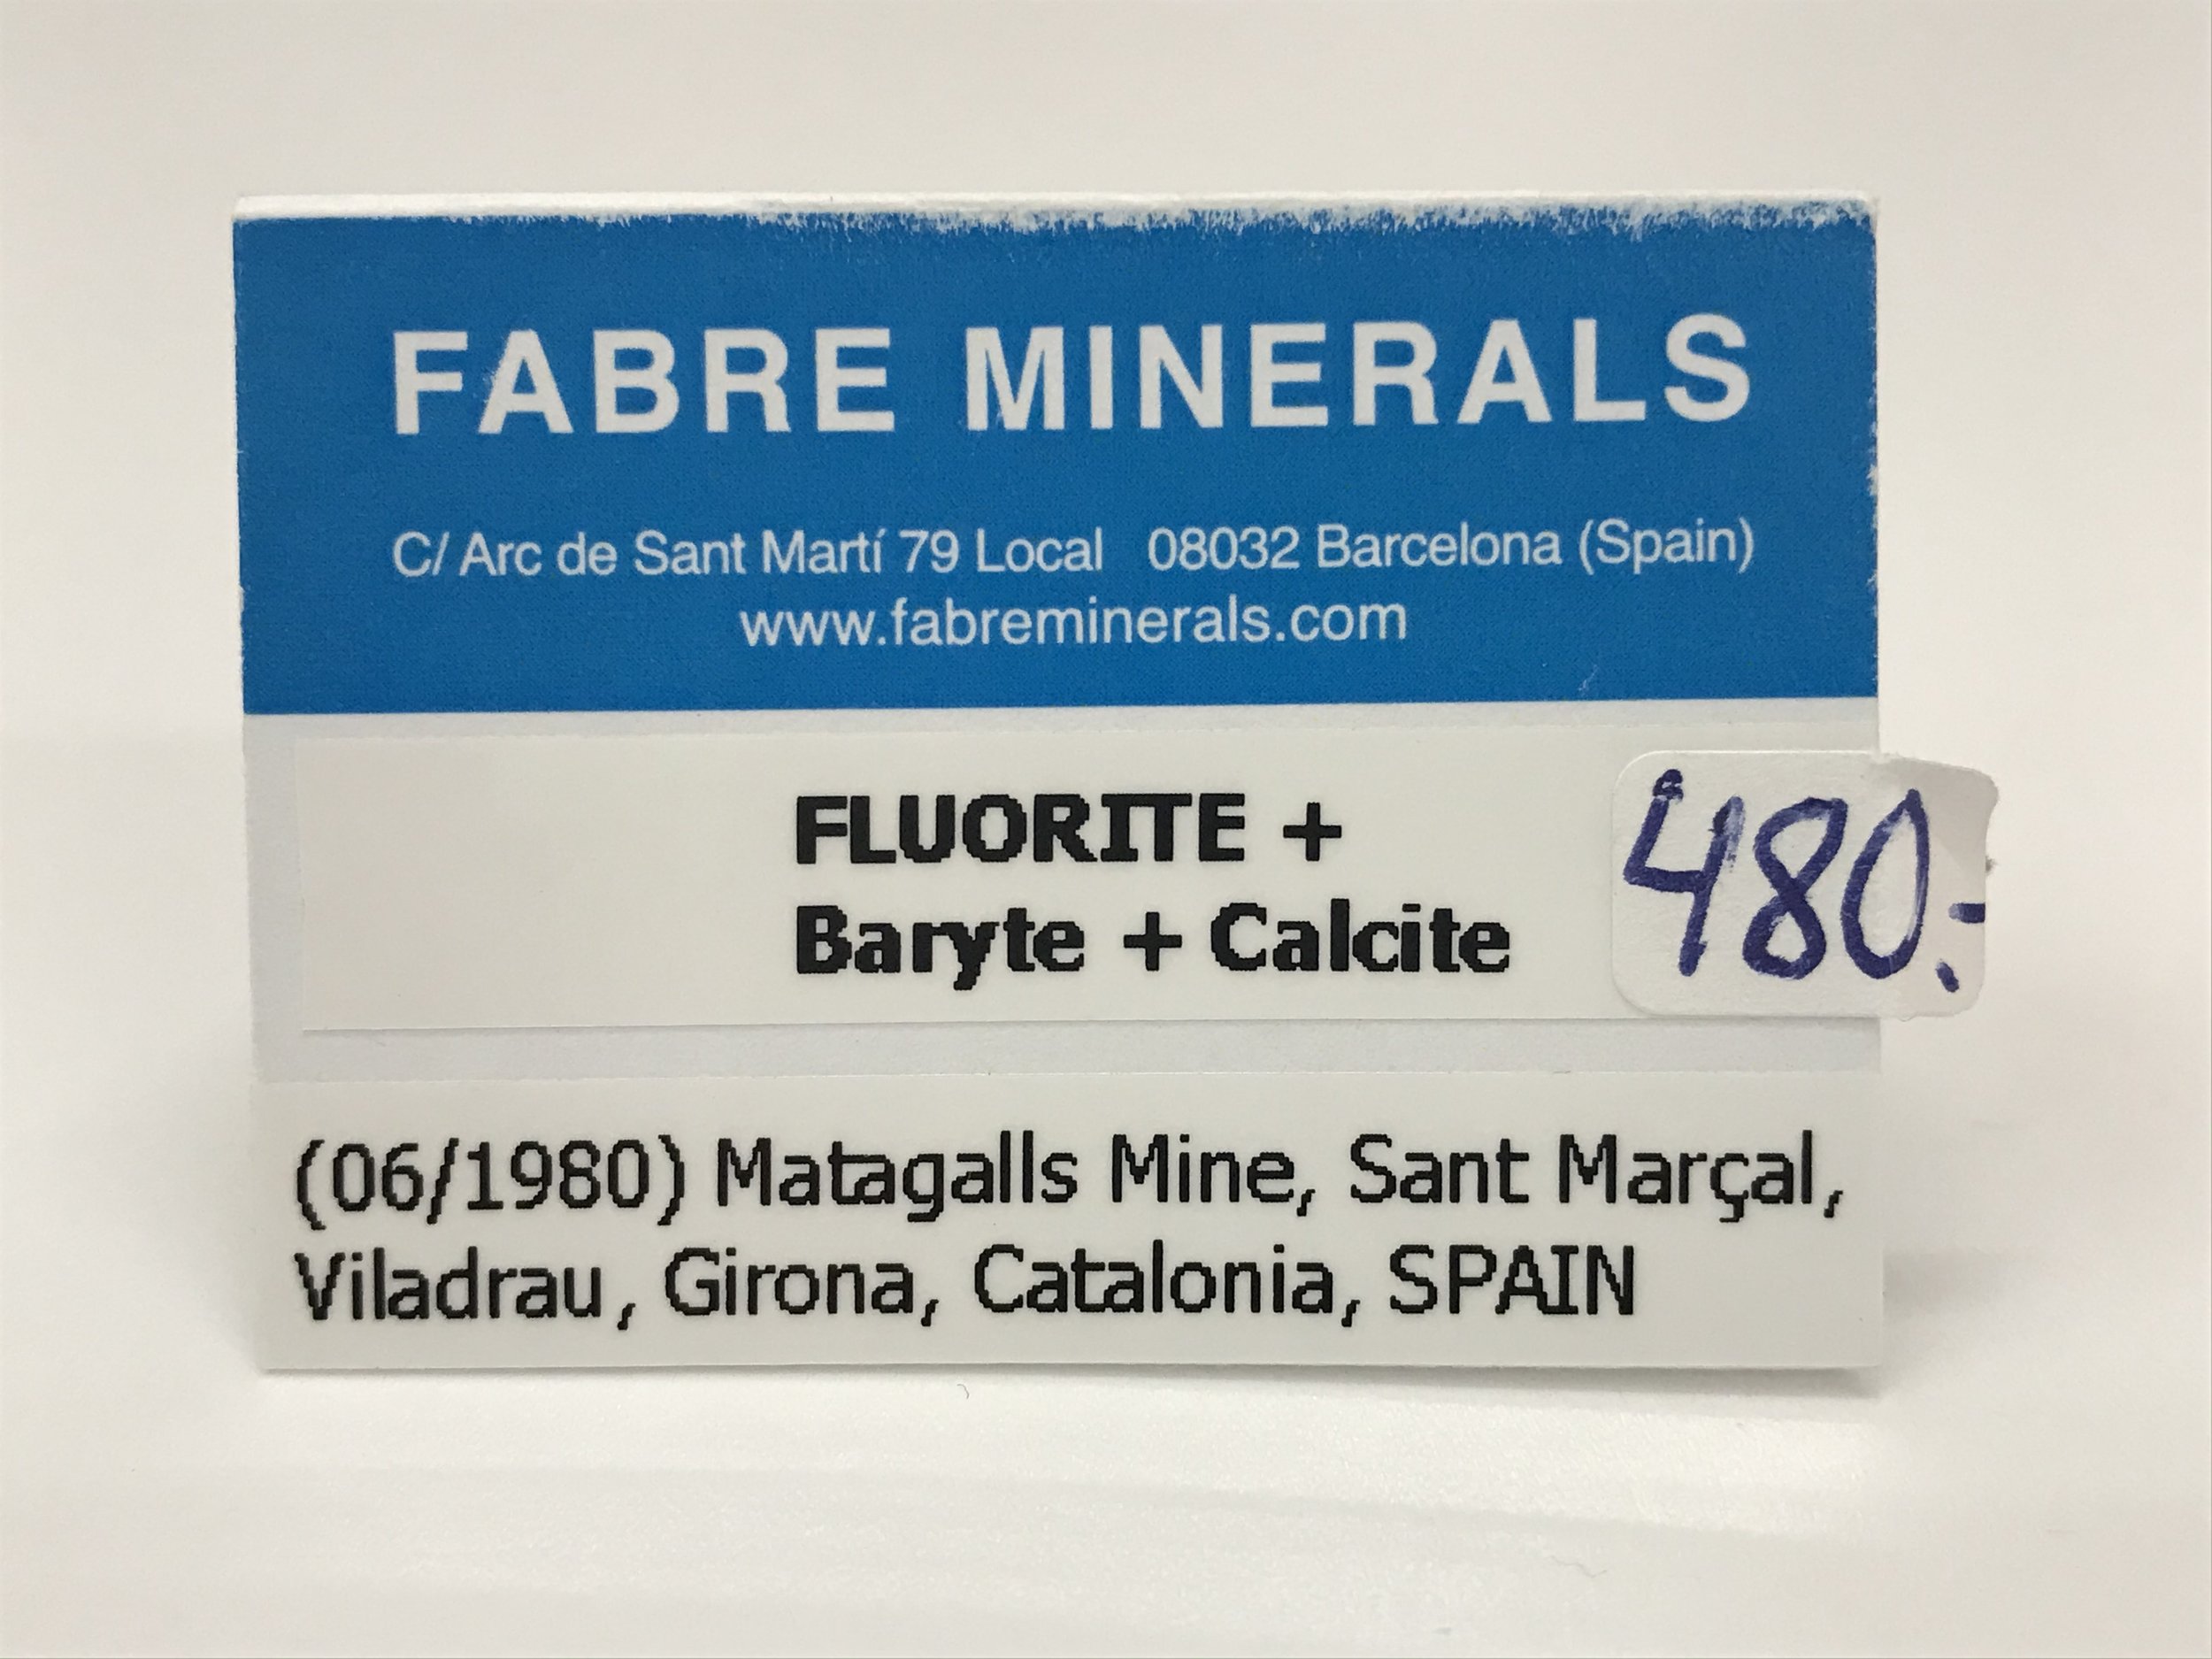 FABRE MINERALS
C/ Arc de Sant Martí 79 Local 08032 Barcelona (Spain)
www.fabreminerals.com
FLUORITE +
Baryte + Calcite
480.-
(06/1980) Matagalls Mine, Sant Marçal,
Viladrau, Girona, Catalonia, SPAIN